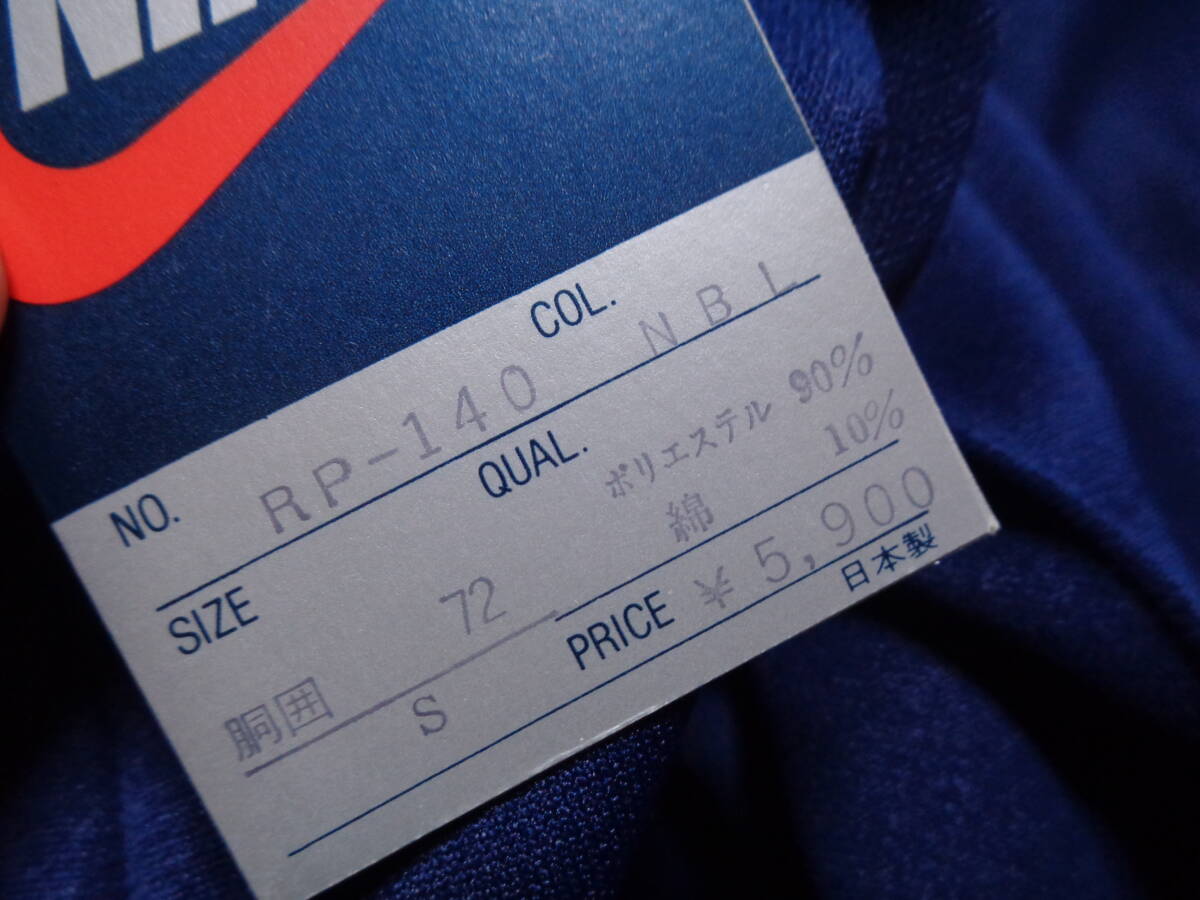 NIKE
NO. RP-140 COL. NBL
SIZE 72 QUAL. ポリエステル 90%
綿 10%
胴囲 S PRICE ¥5,900
日本製